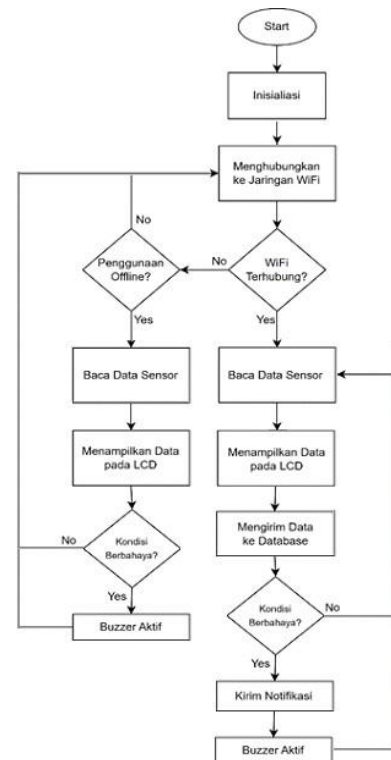 Start
Inisialiasi
Menghubungkan
ke Jaringan WiFi
No
Penggunaan
Offline?
No
WiFi
Terhubung?
Yes
Yes
Baca Data Sensor
Baca Data Sensor
Menampilkan Data
pada LCD
Menampilkan Data
pada LCD
Mengirim Data
ke Database
No
Kondisi
Berbahaya?
Yes
Kondisi
Berbahaya?
No
Buzzer Aktif
Yes
Kirim Notifikasi
Buzzer Aktif